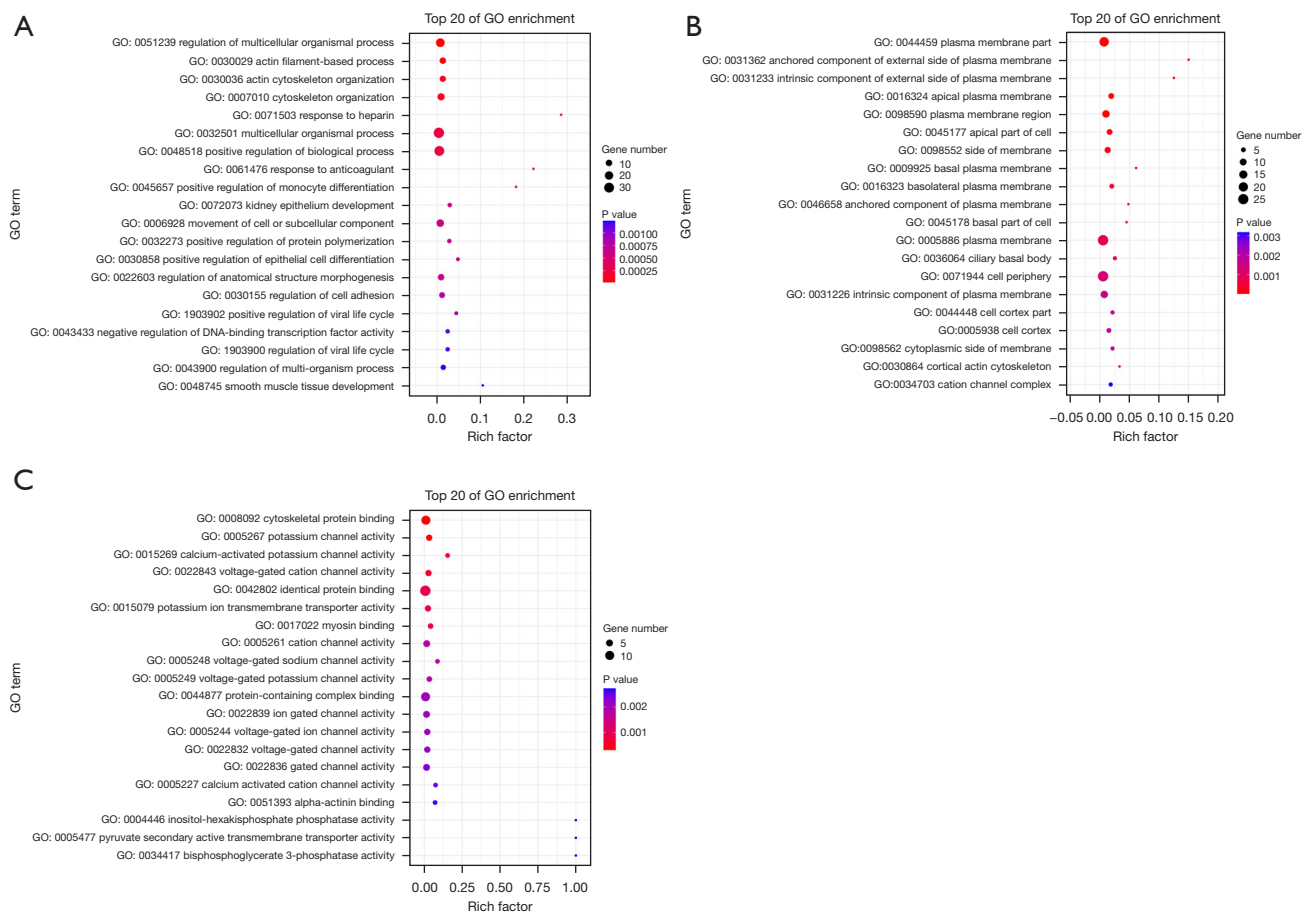 A
Top 20 of GO enrichment
GO: 0051239 regulation of multicellular organismal process
GO: 0030029 actin filament-based process
GO: 0030036 actin cytoskeleton organization
GO: 0007010 cytoskeleton organization
GO: 0071503 response to heparin
GO: 0032501 multicellular organismal process
GO: 0048518 positive regulation of biological process
GO: 0061476 response to anticoagulant
GO: 0045657 positive regulation of monocyte differentiation
GO: 0072073 kidney epithelium development
GO: 0006928 movement of cell or subcellular component
GO: 0032273 positive regulation of protein polymerization
GO: 0030858 positive regulation of epithelial cell differentiation
GO: 0022603 regulation of anatomical structure morphogenesis
GO: 0030155 regulation of cell adhesion
GO: 1903902 positive regulation of viral life cycle
GO: 0043433 negative regulation of DNA-binding transcription factor activity
GO: 1903900 regulation of viral life cycle
GO: 0043900 regulation of multi-organism process
GO: 0048745 smooth muscle tissue development
GO term
0.0 0.1 0.2 0.3
Rich factor
Gene number
10
20
30
P value
0.00100
0.00075
0.00050
0.00025
B
Top 20 of GO enrichment
GO: 0044459 plasma membrane part
GO: 0031362 anchored component of external side of plasma membrane
GO: 0031233 intrinsic component of external side of plasma membrane
GO: 0016324 apical plasma membrane
GO: 0098590 plasma membrane region
GO: 0045177 apical part of cell
GO: 0098552 side of membrane
GO: 0009925 basal plasma membrane
GO: 0016323 basolateral plasma membrane
GO: 0046658 anchored component of plasma membrane
GO: 0045178 basal part of cell
GO: 0005886 plasma membrane
GO: 0036064 ciliary basal body
GO: 0071944 cell periphery
GO: 0031226 intrinsic component of plasma membrane
GO: 0044448 cell cortex part
GO:0005938 cell cortex
GO:0098562 cytoplasmic side of membrane
GO:0030864 cortical actin cytoskeleton
GO:0034703 cation channel complex
GO term
−0.05 0.00 0.05 0.10 0.15 0.20
Rich factor
Gene number
5
10
15
20
25
P value
0.003
0.002
0.001
C
Top 20 of GO enrichment
GO: 0008092 cytoskeletal protein binding
GO: 0005267 potassium channel activity
GO: 0015269 calcium-activated potassium channel activity
GO: 0022843 voltage-gated cation channel activity
GO: 0042802 identical protein binding
GO: 0015079 potassium ion transmembrane transporter activity
GO: 0017022 myosin binding
GO: 0005261 cation channel activity
GO: 0005248 voltage-gated sodium channel activity
GO: 0005249 voltage-gated potassium channel activity
GO: 0044877 protein-containing complex binding
GO: 0022839 ion gated channel activity
GO: 0005244 voltage-gated ion channel activity
GO: 0022832 voltage-gated channel activity
GO: 0022836 gated channel activity
GO: 0005227 calcium activated cation channel activity
GO: 0051393 alpha-actinin binding
GO: 0004446 inositol-hexakisphosphate phosphatase activity
GO: 0005477 pyruvate secondary active transmembrane transporter activity
GO: 0034417 bisphosphoglycerate 3-phosphatase activity
GO term
0.00 0.25 0.50 0.75 1.00
Rich factor
Gene number
5
10
P value
0.002
0.001